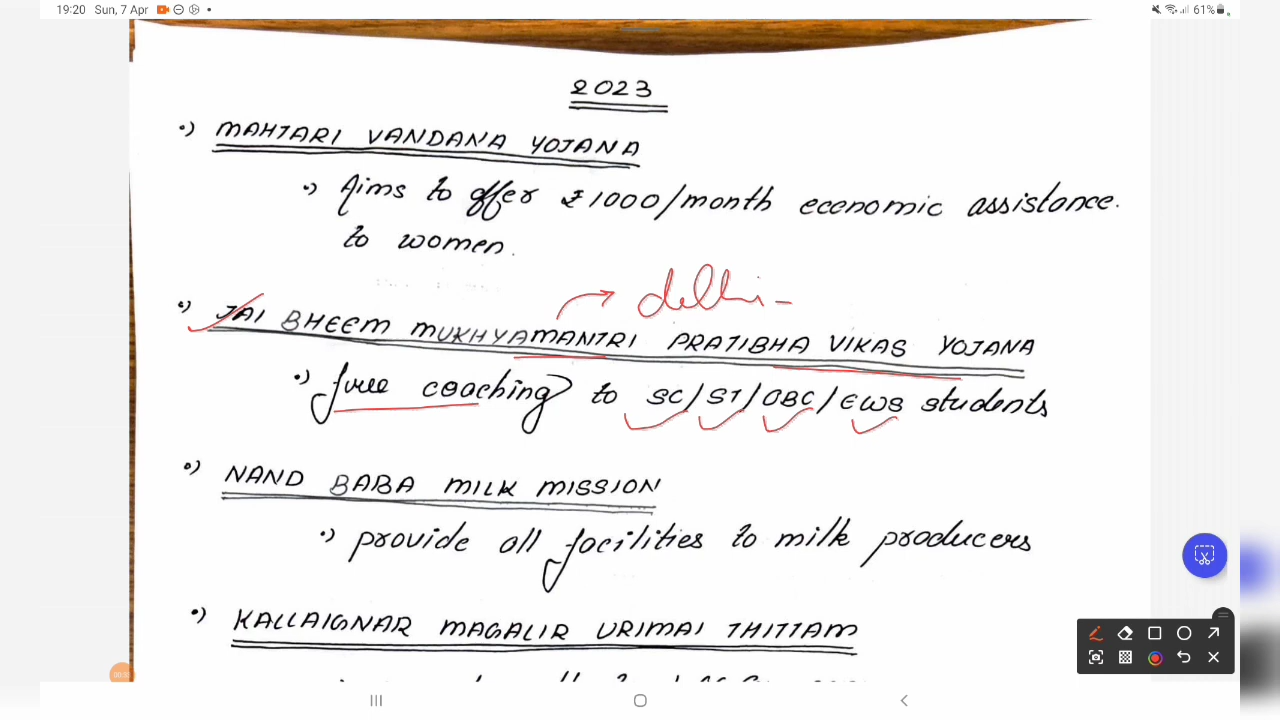 19:20 Sun, 7 Apr
61%
2023
MAHTARI VANDANA YOJANA
Aims to offer ₹1000/month economic assistance.
to women.
delhi -
JAI BHEEM MUKHYAMANTRI PRATIBHA VIKAS YOJANA
free coaching to SC/ST/OBC/EWS students
NAND BABA MILK MISSION
provide all facilities to milk producers
KALLAIGNAR MAGALIR URIMAI THITTAM